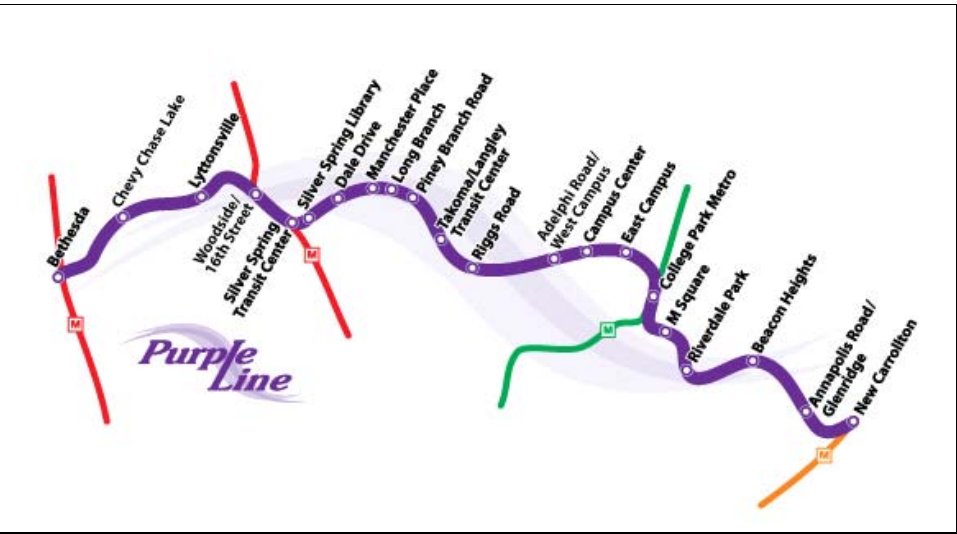 Bethesda
Chevy Chase Lake
Lyttonsville
Woodside/
16th Street
Silver Spring
Transit Center
Silver Spring Library
Dale Drive
Manchester Place
Long Branch
Piney Branch Road
Takoma/Langley
Transit Center
Riggs Road
Adelphi Road/
West Campus
Campus Center
East Campus
College Park Metro
M Square
Riverdale Park
Beacon Heights
Annapolis Road/
Glenridge
New Carrollton
M
M
M
M
Purple
Line